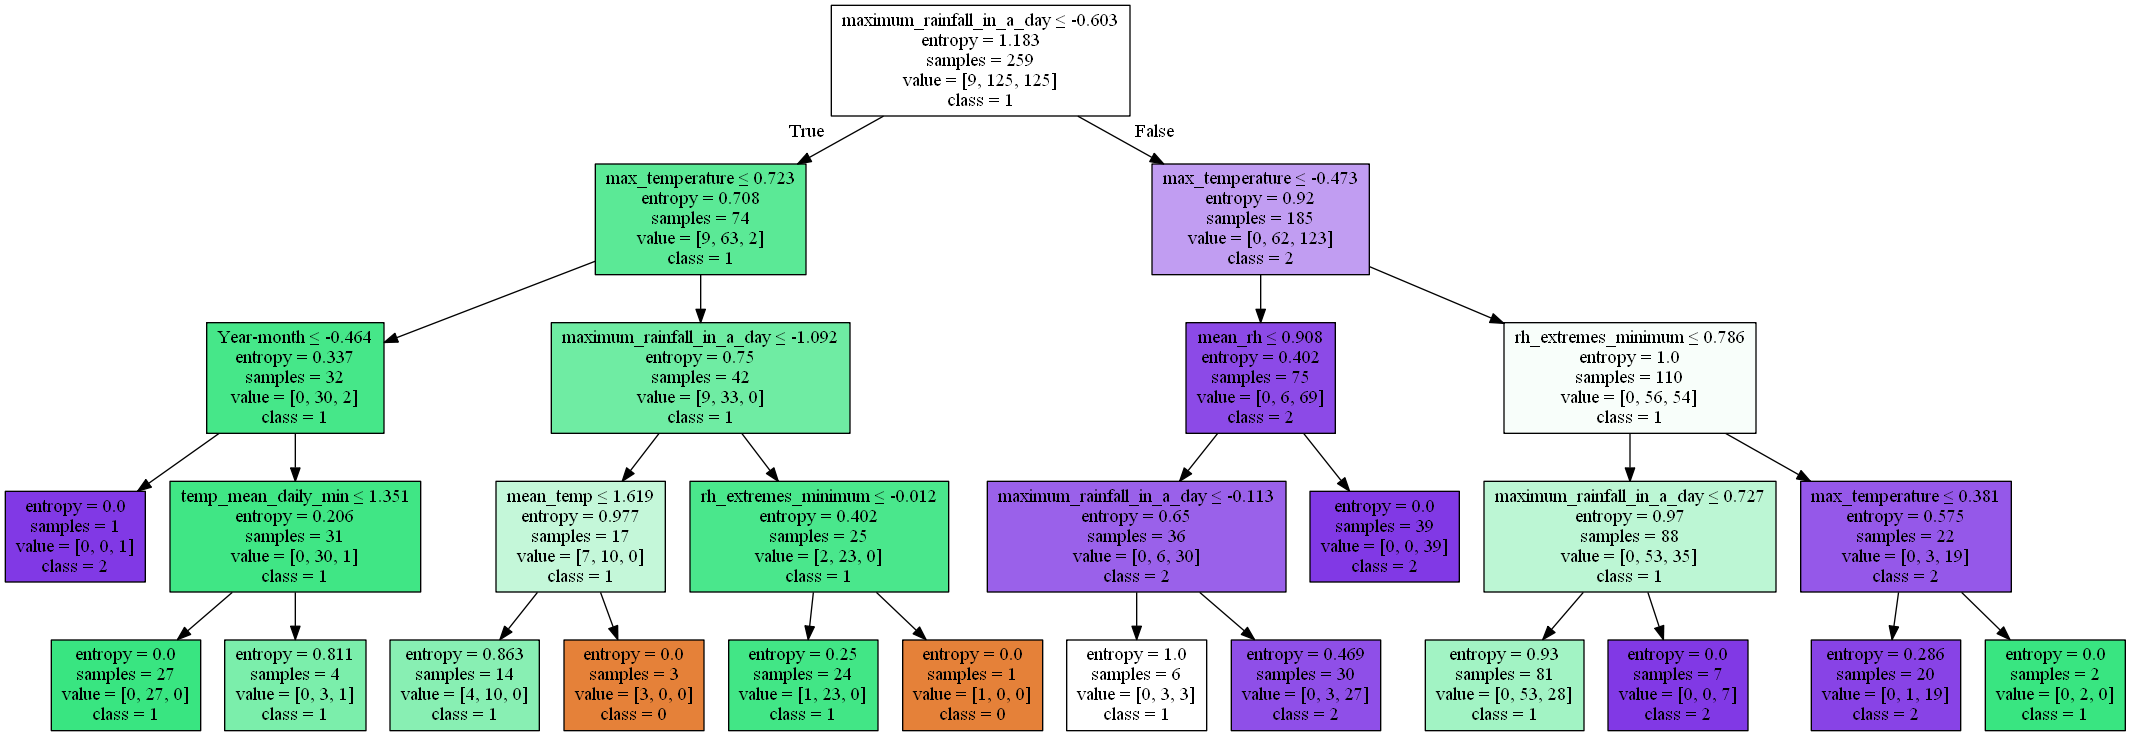 maximum_rainfall_in_a_day ≤ -0.603
entropy = 1.183
samples = 259
value = [9, 125, 125]
class = 1
True
False
max_temperature ≤ 0.723
entropy = 0.708
samples = 74
value = [9, 63, 2]
class = 1
max_temperature ≤ -0.473
entropy = 0.92
samples = 185
value = [0, 62, 123]
class = 2
Year-month ≤ -0.464
entropy = 0.337
samples = 32
value = [0, 30, 2]
class = 1
maximum_rainfall_in_a_day ≤ -1.092
entropy = 0.75
samples = 42
value = [9, 33, 0]
class = 1
mean_rh ≤ 0.908
entropy = 0.402
samples = 75
value = [0, 6, 69]
class = 2
rh_extremes_minimum ≤ 0.786
entropy = 1.0
samples = 110
value = [0, 56, 54]
class = 1
entropy = 0.0
samples = 1
value = [0, 0, 1]
class = 2
temp_mean_daily_min ≤ 1.351
entropy = 0.206
samples = 31
value = [0, 30, 1]
class = 1
mean_temp ≤ 1.619
entropy = 0.977
samples = 17
value = [7, 10, 0]
class = 1
rh_extremes_minimum ≤ -0.012
entropy = 0.402
samples = 25
value = [2, 23, 0]
class = 1
maximum_rainfall_in_a_day ≤ -0.113
entropy = 0.65
samples = 36
value = [0, 6, 30]
class = 2
entropy = 0.0
samples = 39
value = [0, 0, 39]
class = 2
maximum_rainfall_in_a_day ≤ 0.727
entropy = 0.97
samples = 88
value = [0, 53, 35]
class = 1
max_temperature ≤ 0.381
entropy = 0.575
samples = 22
value = [0, 3, 19]
class = 2
entropy = 0.0
samples = 27
value = [0, 27, 0]
class = 1
entropy = 0.811
samples = 4
value = [0, 3, 1]
class = 1
entropy = 0.863
samples = 14
value = [4, 10, 0]
class = 1
entropy = 0.0
samples = 3
value = [3, 0, 0]
class = 0
entropy = 0.25
samples = 24
value = [1, 23, 0]
class = 1
entropy = 0.0
samples = 1
value = [1, 0, 0]
class = 0
entropy = 1.0
samples = 6
value = [0, 3, 3]
class = 1
entropy = 0.469
samples = 30
value = [0, 3, 27]
class = 2
entropy = 0.93
samples = 81
value = [0, 53, 28]
class = 1
entropy = 0.0
samples = 7
value = [0, 0, 7]
class = 2
entropy = 0.286
samples = 20
value = [0, 1, 19]
class = 2
entropy = 0.0
samples = 2
value = [0, 2, 0]
class = 1